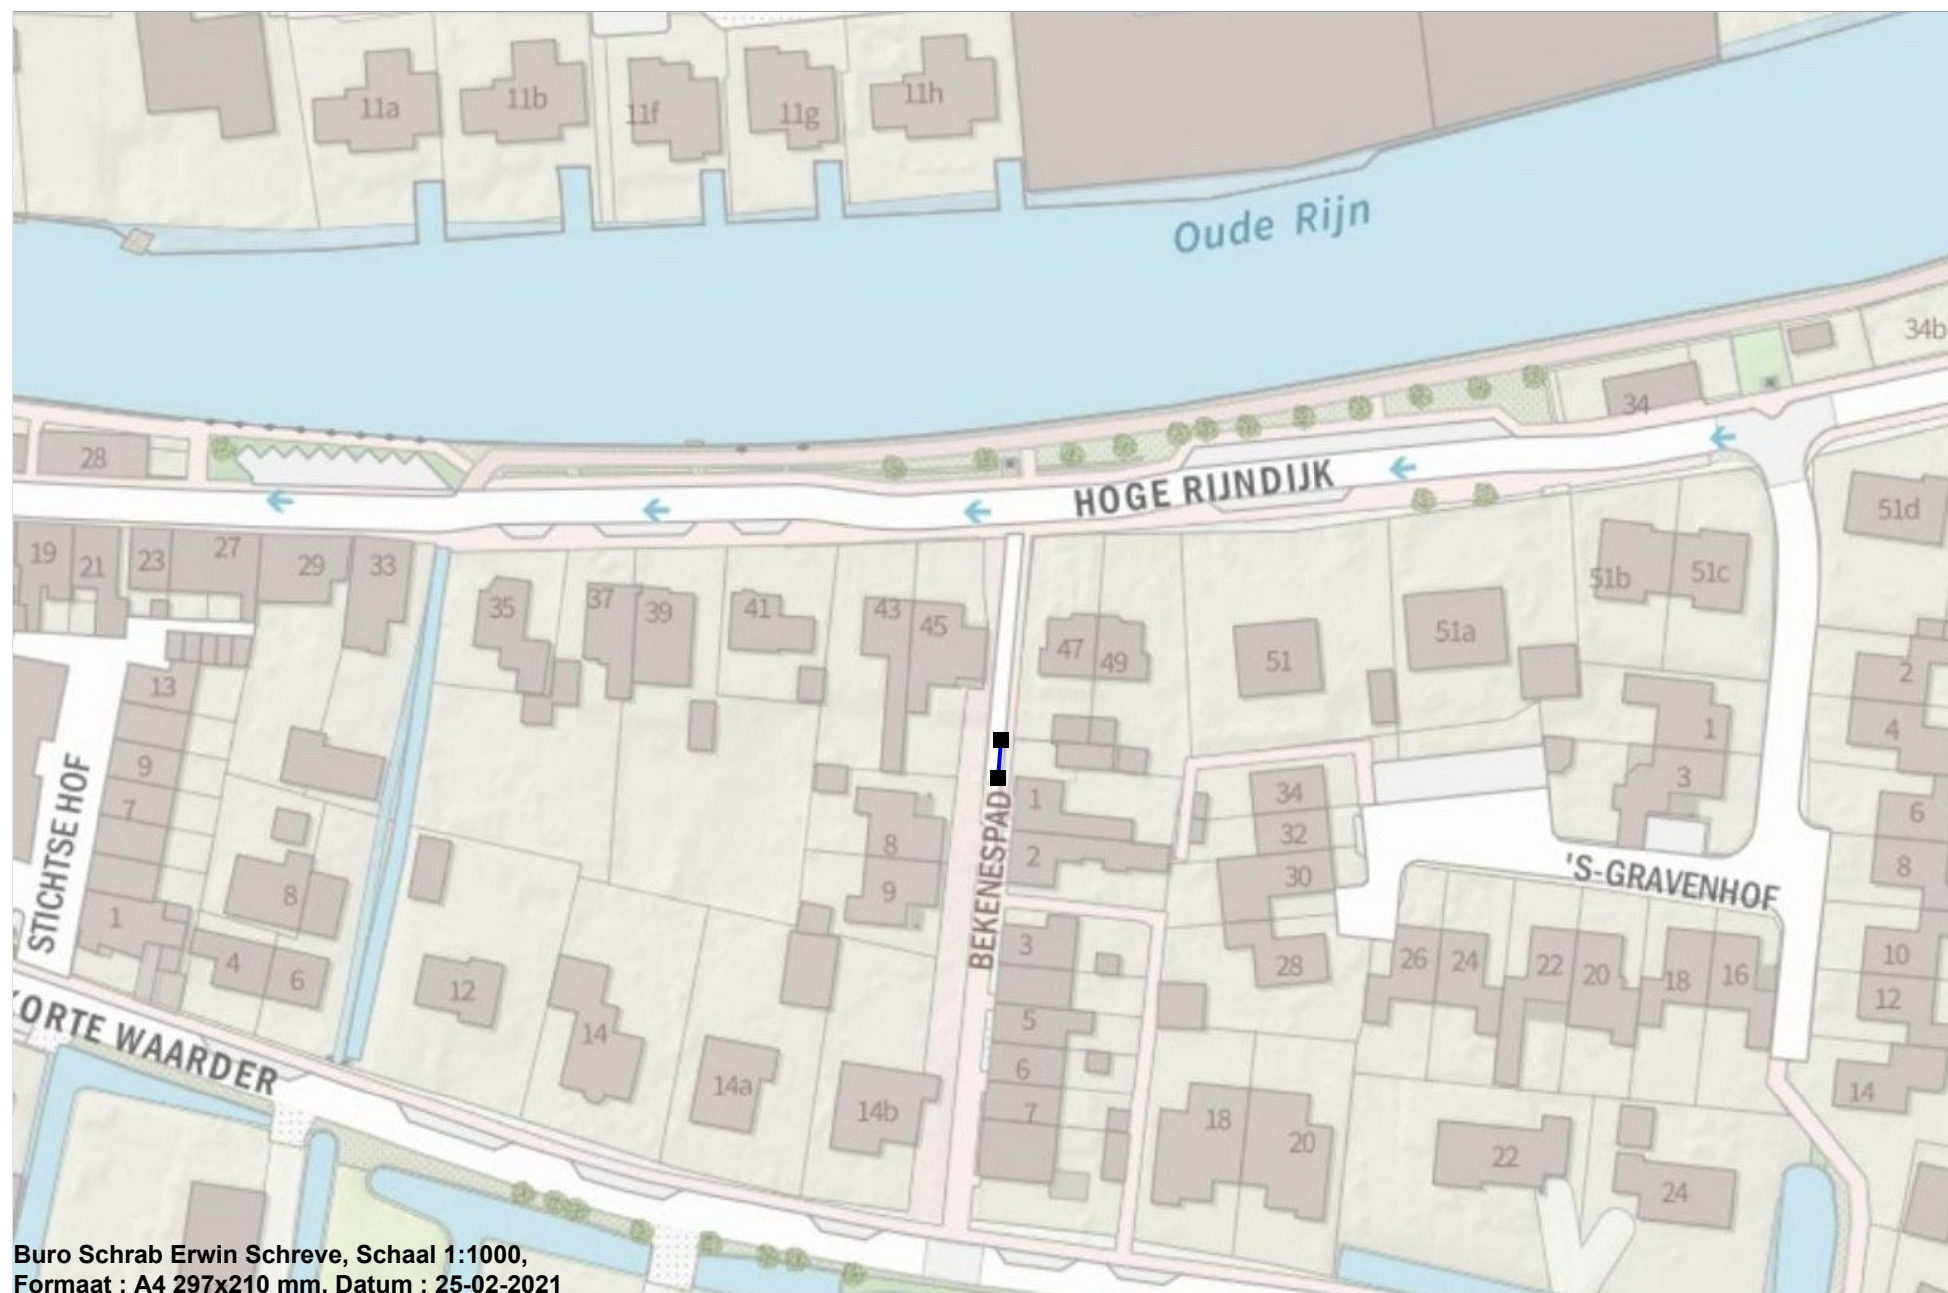 11a
11b
11f
11g
11h
Oude Rijn
34b
34
28
HOGE RIJNDIJK
51d
19
21
23
27
29
33
35
37
39
41
43
45
47
49
51
51a
51b
51c
2
4
1
3
13
9
7
1
STICHTSE HOF
8
4
6
8
9
BEKENESPAD
1
2
34
32
30
28
'S-GRAVENHOF
6
8
10
12
3
5
6
7
26
24
22
20
18
16
12
14
14a
14b
KORTE WAARDER
18
20
22
24
14
Buro Schrab Erwin Schreve, Schaal 1:1000,
Formaat : A4 297x210 mm, Datum : 25-02-2021